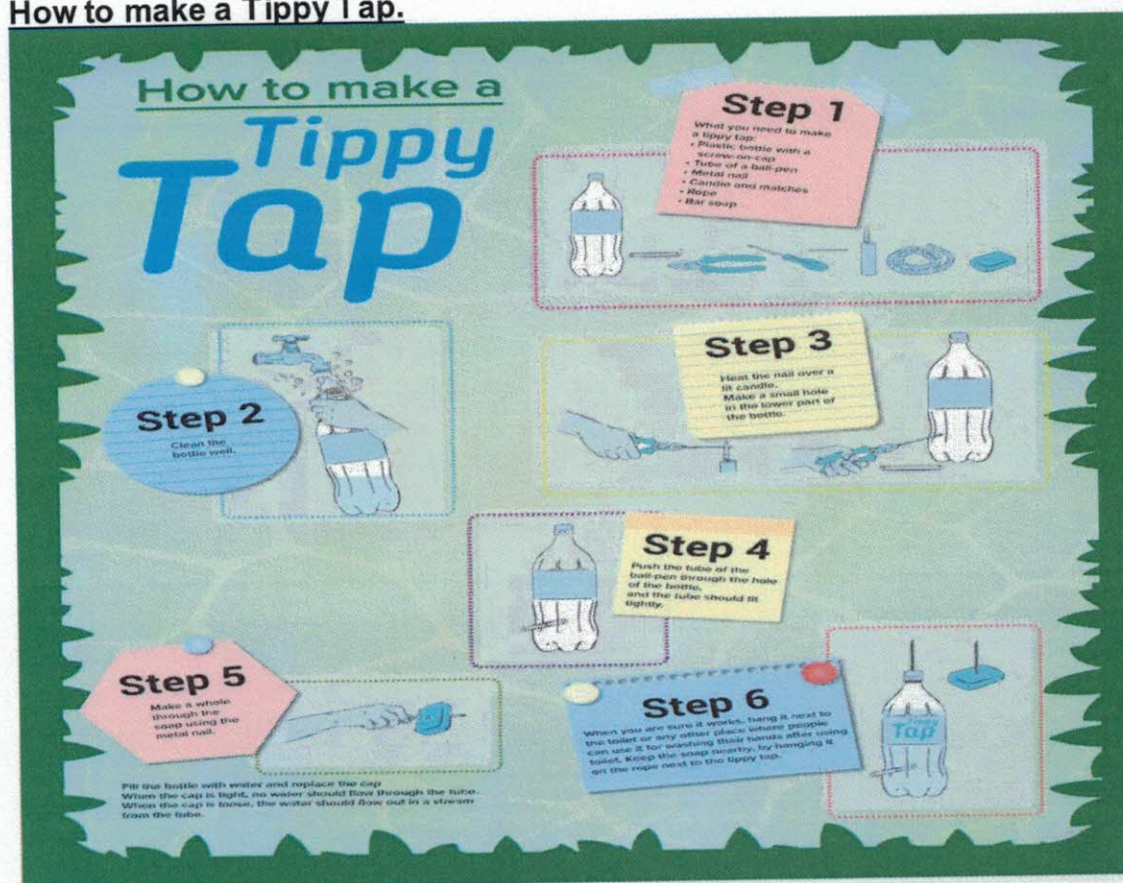 How to make a Tippy Tap.
How to make a
Tippy
Tap
Step 1
What you need to make
a tippy tap:
• Plastic bottle with a
screw-on-cap
• Tube of a ball-pen
• Metal nail
• Candle and matches
• Rope
• Bar soap
Step 2
Clean the
bottle well.
Step 3
Heat the nail over a
lit candle.
Make a small hole
in the lower part of
the bottle.
Step 4
Push the tube of the
ball-pen through the hole
of the bottle,
and the tube should fit
tightly.
Step 5
Make a whole
through the
soap using the
metal nail.
Fill the bottle with water and replace the cap
When the cap is tight, no water should flow through the tube.
When the cap is loose, the water should flow out in a stream
from the tube.
Step 6
When you are sure it works, hang it next to
the toilet or any other place where people
can use it for washing their hands after using
toilet. Keep the soap nearby, by hanging it
on the rope next to the tippy tap.
Tippy
Tap